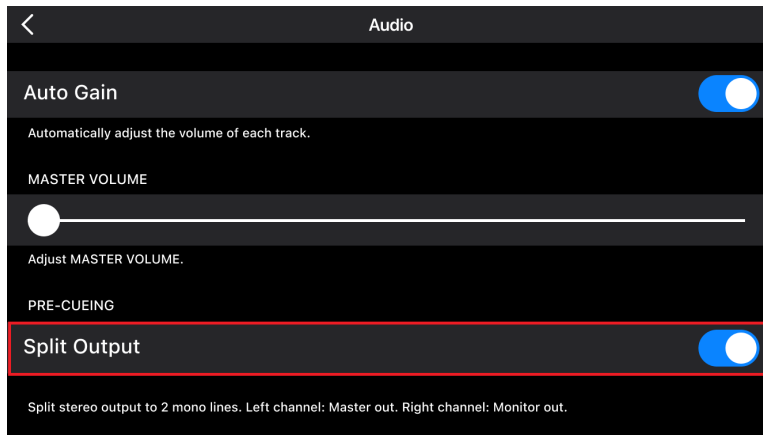 Audio
Auto Gain
Automatically adjust the volume of each track.
MASTER VOLUME
Adjust MASTER VOLUME.
PRE-CUEING
Split Output
Split stereo output to 2 mono lines. Left channel: Master out. Right channel: Monitor out.